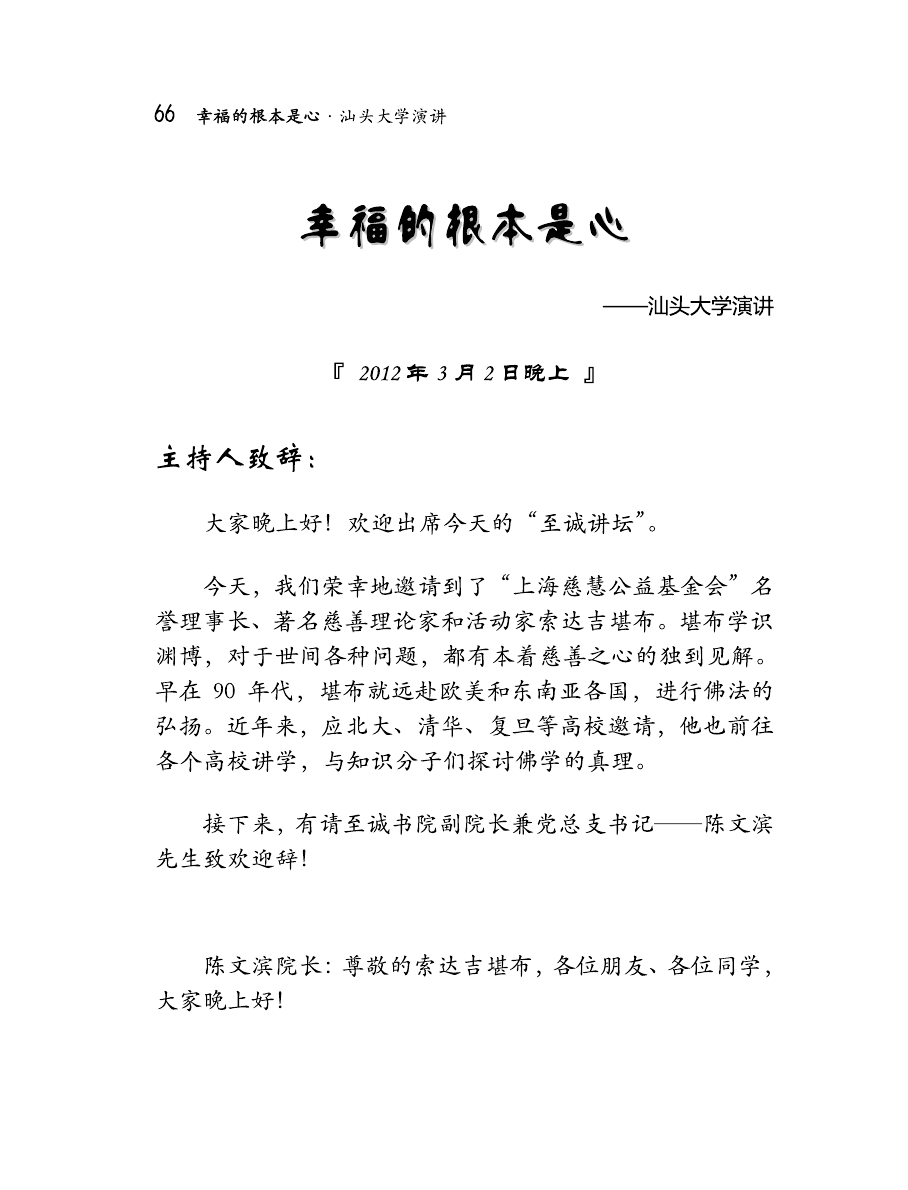 66 幸福的根本是心·汕头大学演讲
幸福的根本是心
——汕头大学演讲
『 2012年 3 月 2 日晚上 』
主持人致辞：
大家晚上好！欢迎出席今天的“至诚讲坛”。
今天，我们荣幸地邀请到了“上海慈慧公益基金会”名
誉理事长、著名慈善理论家和活动家索达吉堪布。堪布学识
渊博，对于世间各种问题，都有本着慈善之心的独到见解。
早在 90 年代，堪布就远赴欧美和东南亚各国，进行佛法的
弘扬。近年来，应北大、清华、复旦等高校邀请，他也前往
各个高校讲学，与知识分子们探讨佛学的真理。
接下来，有请至诚书院副院长兼党总支书记——陈文滨
先生致欢迎辞！
陈文滨院长：尊敬的索达吉堪布，各位朋友、各位同学，
大家晚上好！